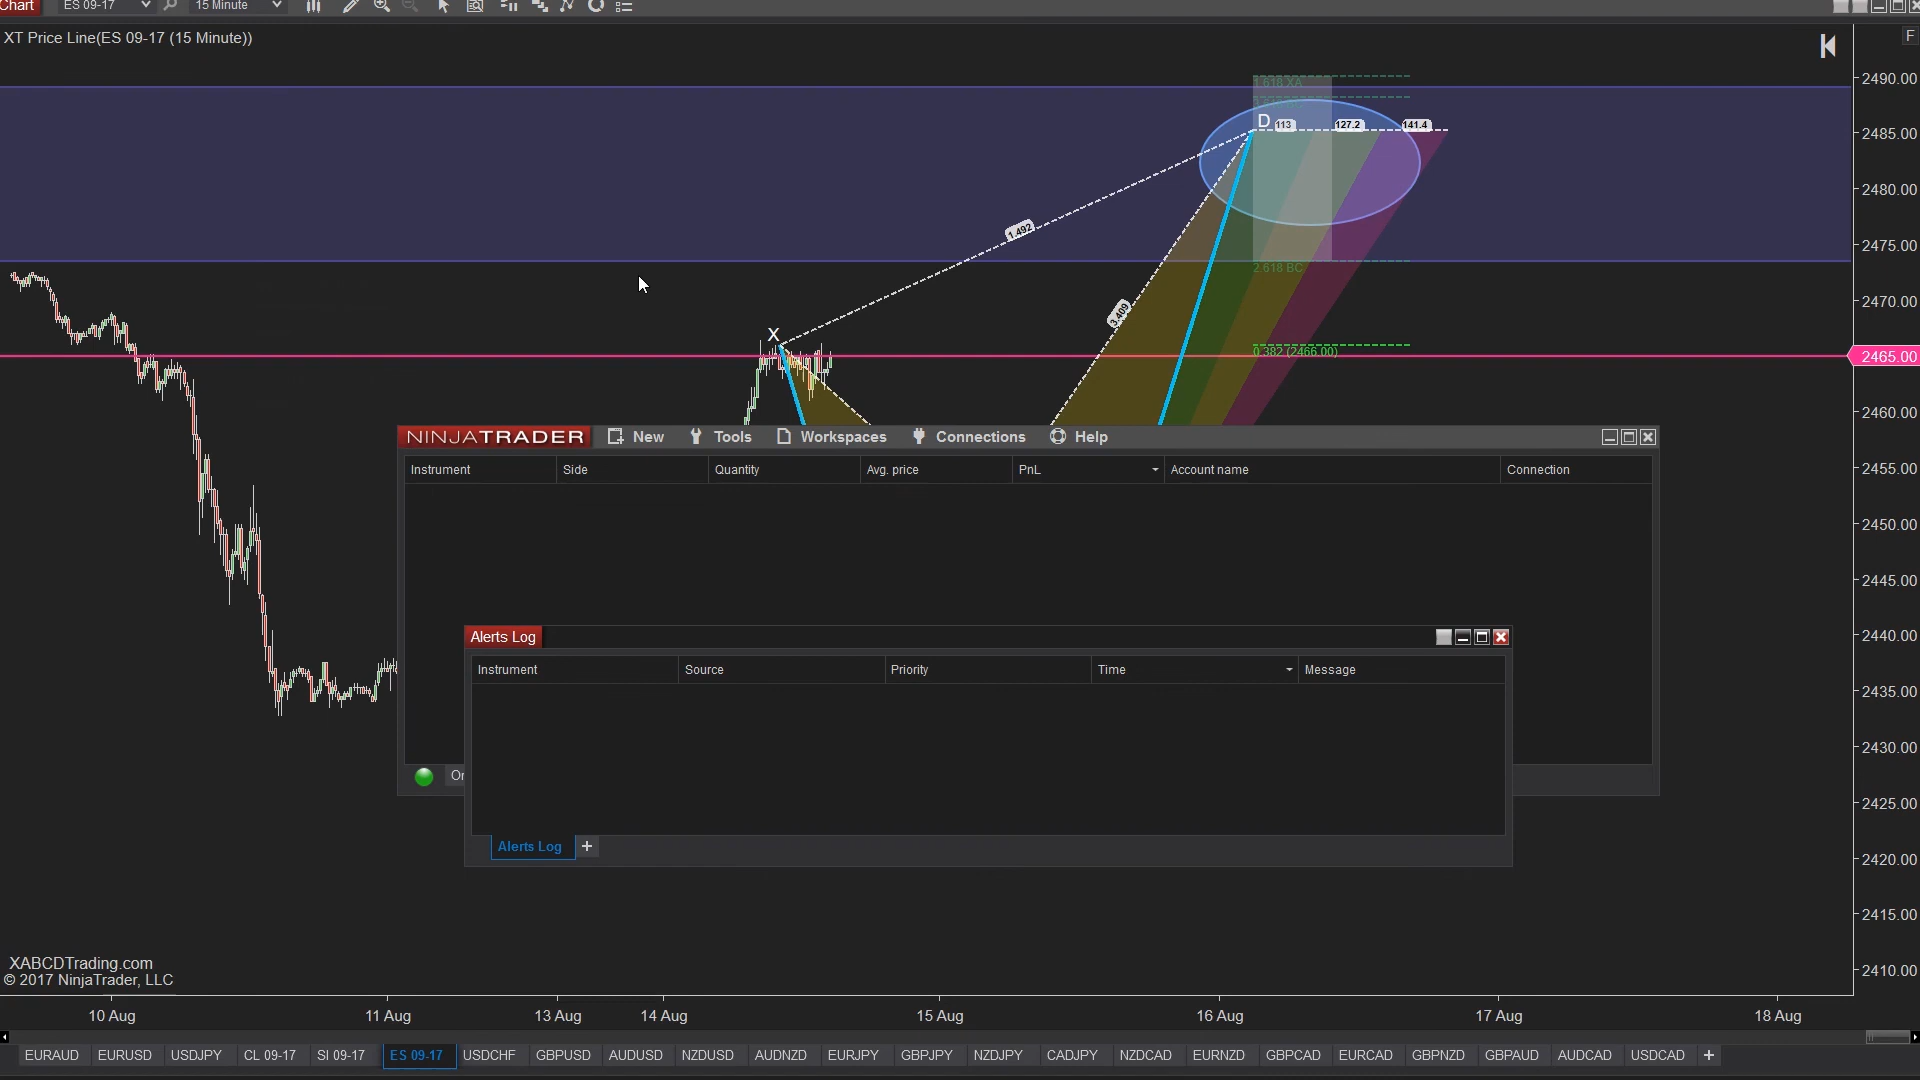 Chart ES 09-17 15 Minute
XT Price Line(ES 09-17 (15 Minute))
F
2490.00
1.618 XA
D 113 127.2 141.4
2485.00
2480.00
1.492
2475.00
2.618 BC
2470.00
3.409
X
0.382 (2466.00)
2465.00
2460.00
NINJATRADER New Tools Workspaces Connections Help
Instrument Side Quantity Avg. price PnL Account name Connection
2455.00
2450.00
2445.00
2440.00
Alerts Log
Instrument Source Priority Time Message
2435.00
2430.00
2425.00
Alerts Log +
2420.00
2415.00
2410.00
XABCDTrading.com
© 2017 NinjaTrader, LLC
10 Aug 11 Aug 13 Aug 14 Aug 15 Aug 16 Aug 17 Aug 18 Aug
EURAUD EURUSD USDJPY CL 09-17 SI 09-17 ES 09-17 USDCHF GBPUSD AUDUSD NZDUSD AUDNZD EURJPY GBPJPY NZDJPY CADJPY NZDCAD EURNZD GBPCAD EURCAD GBPNZD GBPAUD AUDCAD USDCAD +